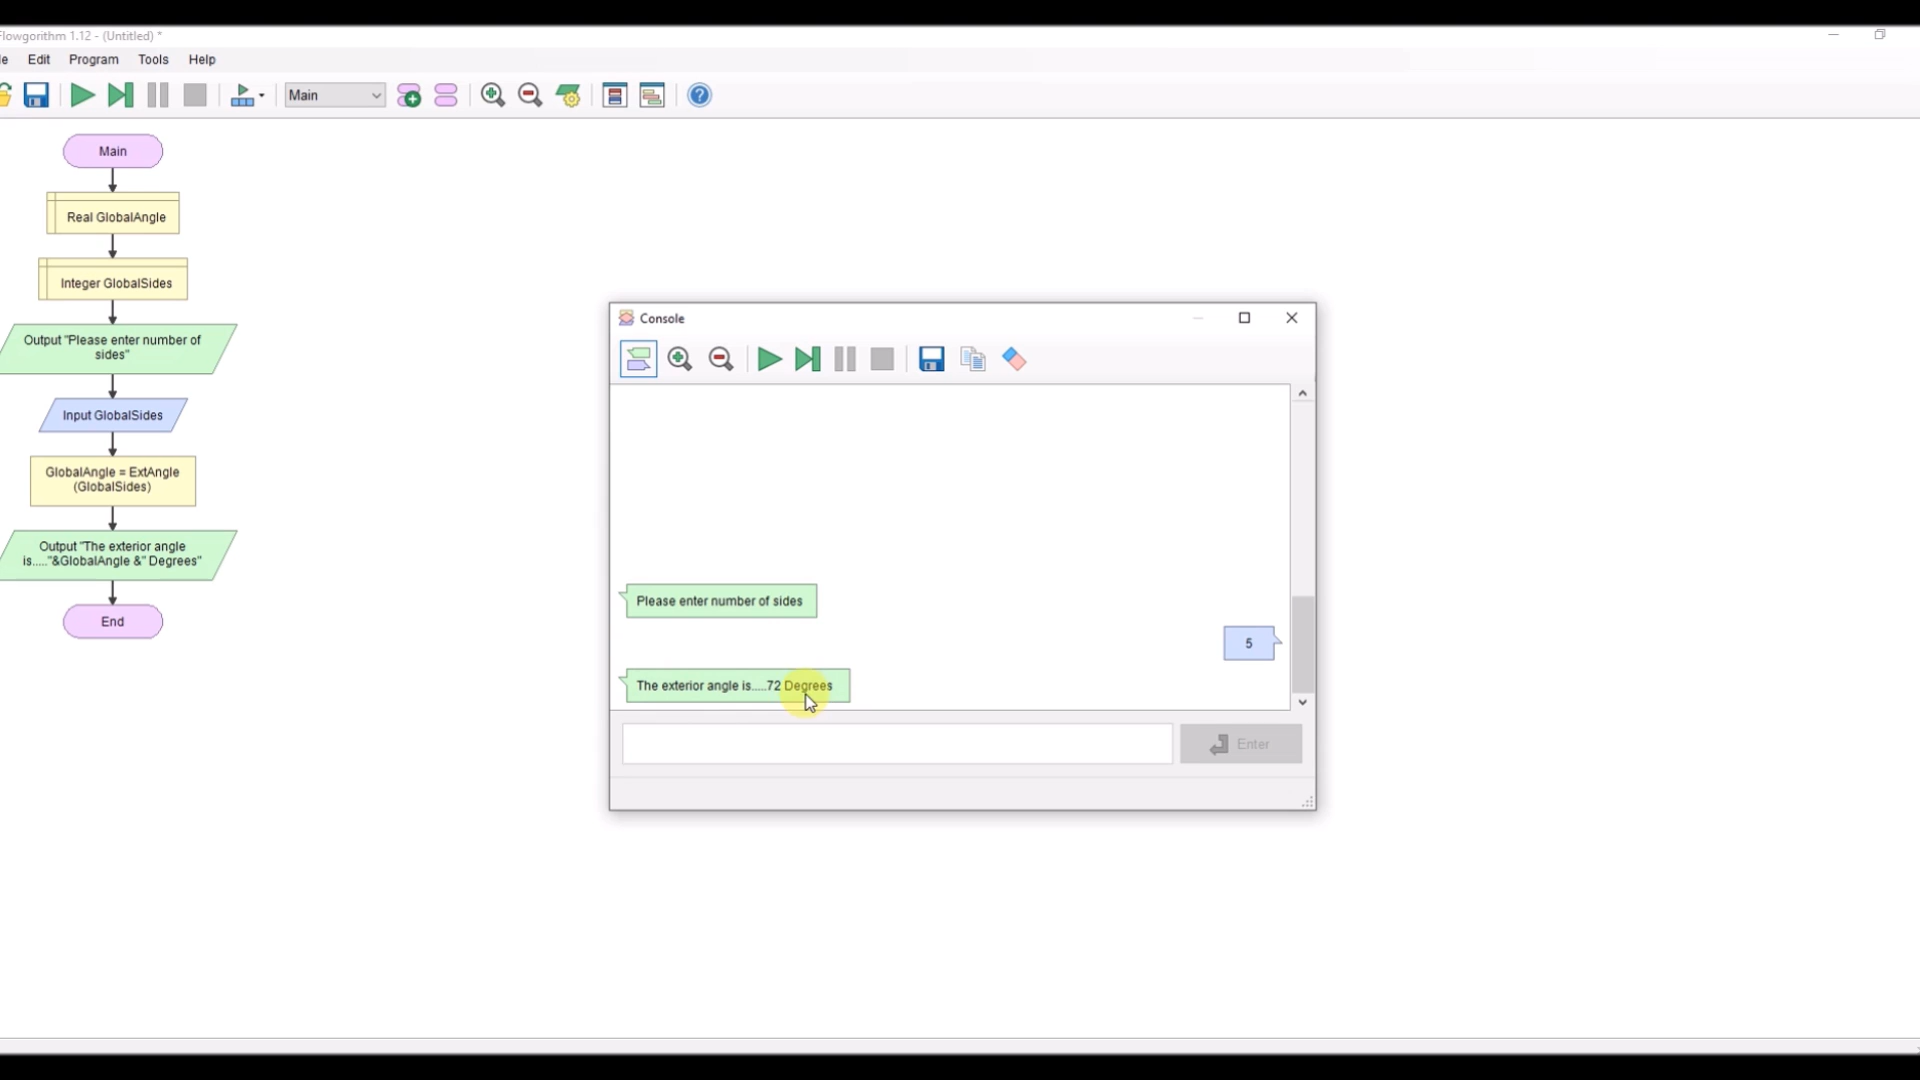 Flowgorithm 1.12 - (Untitled) *
Edit Program Tools Help
Main
Main
Real GlobalAngle
Integer GlobalSides
Output "Please enter number of
sides"
Input GlobalSides
GlobalAngle = ExtAngle
(GlobalSides)
Output "The exterior angle
is....."&GlobalAngle &" Degrees"
End
Console
Please enter number of sides
5
The exterior angle is.....72 Degrees
Enter